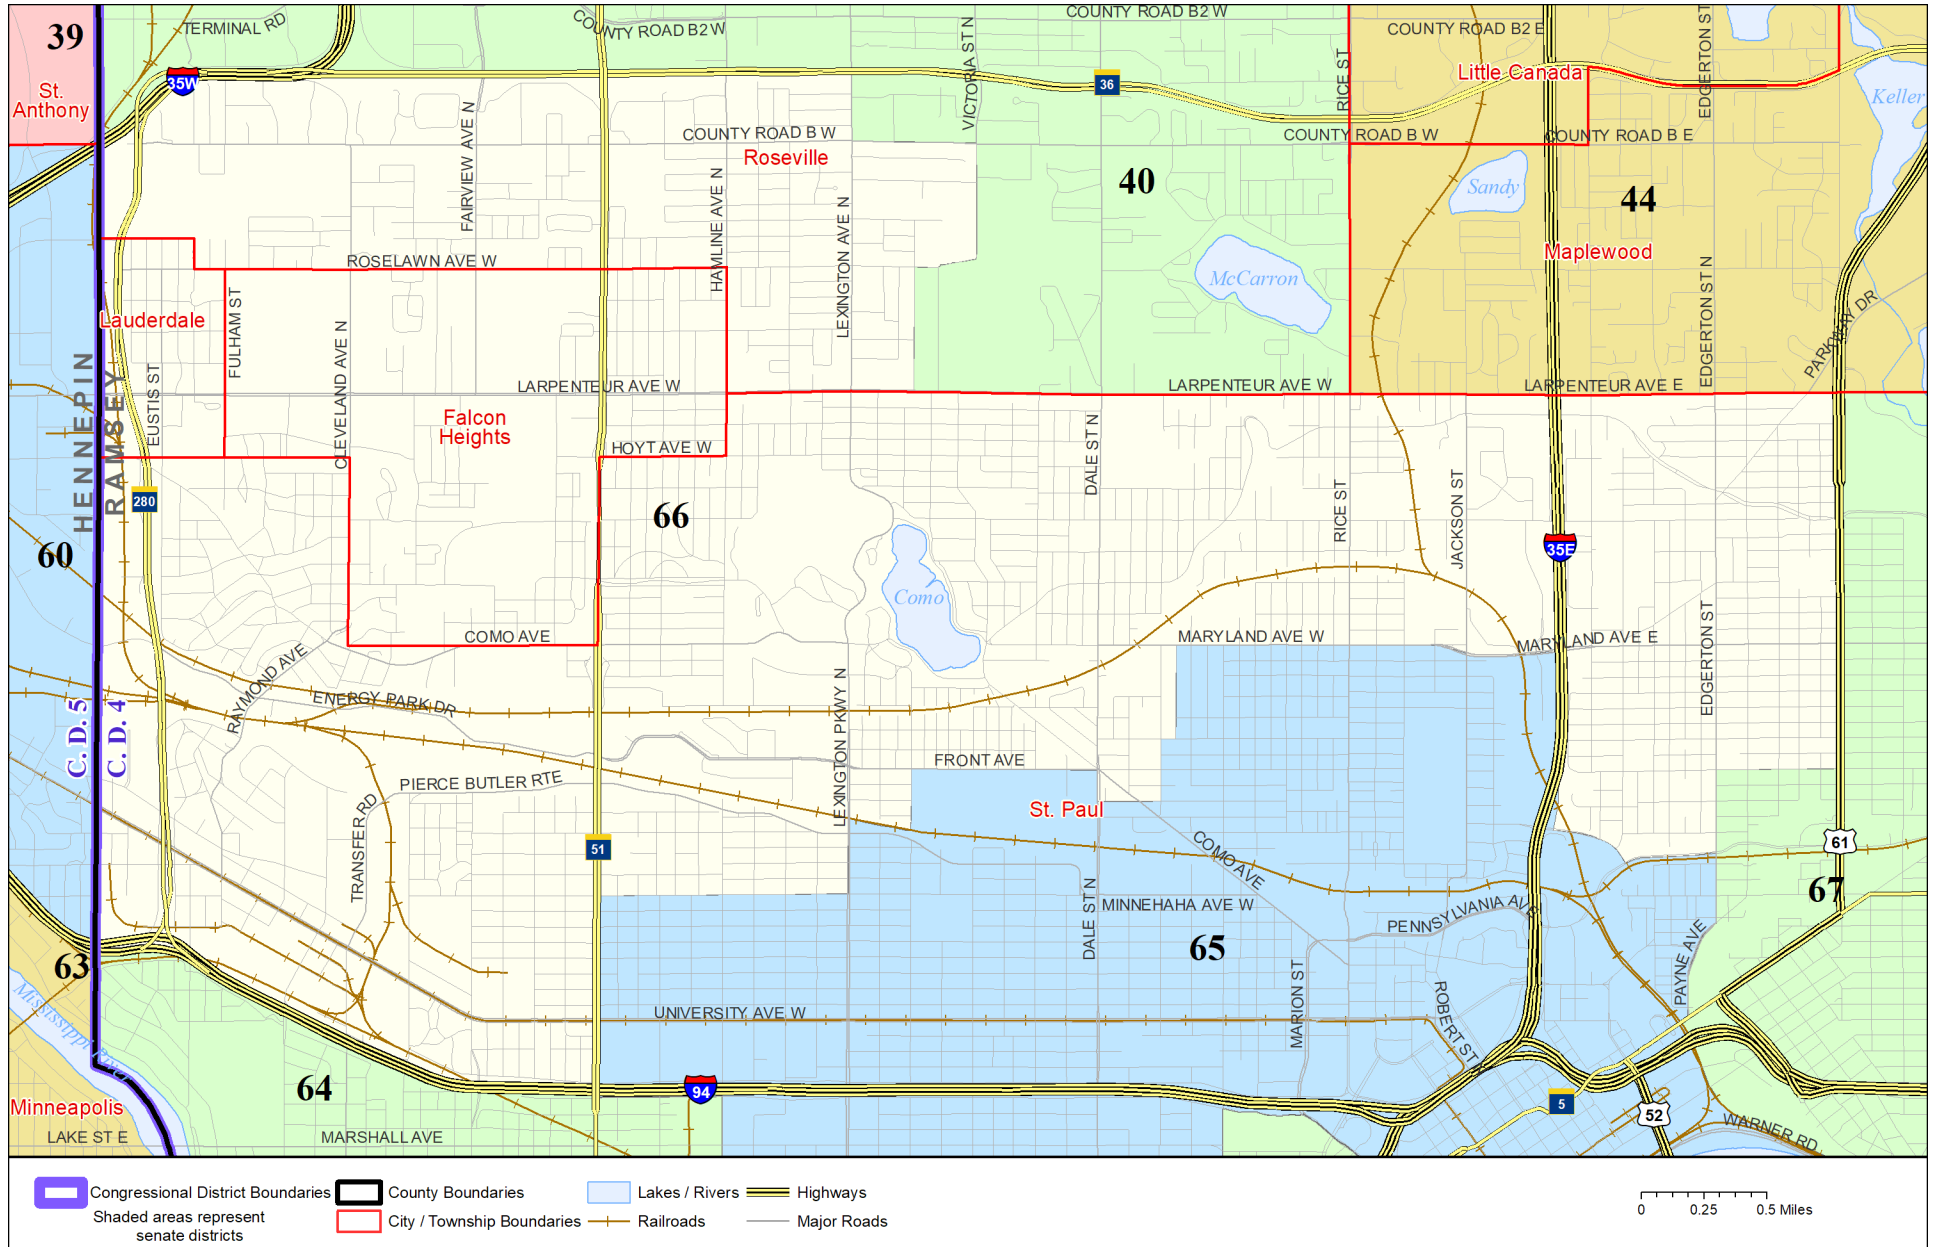 39
TERMINAL RD
COUNTY ROAD B2 W
COUNTY ROAD B2 W
COUNTY ROAD B2 E
VICTORIA ST N
RICE ST
EDGERTON ST
St.
Anthony
35W
36
Little Canada
Keller
FAIRVIEW AVE N
COUNTY ROAD B W
COUNTY ROAD B W
COUNTY ROAD B E
Roseville
40
44
Sandy
HAMLINE AVE N
LEXINGTON AVE N
Maplewood
ROSELAWN AVE W
McCarron
EDGERTON ST N
PARKWAY DR
Lauderdale
FULHAM ST
CLEVELAND AVE N
EUSTIS ST
HENNEPIN
RAMSEY
LARPENTEUR AVE W
LARPENTEUR AVE W
LARPENTEUR AVE E
Falcon
Heights
HOYT AVE W
DALE ST N
280
66
RICE ST
JACKSON ST
35E
60
Como
EDGERTON ST
COMO AVE
MARYLAND AVE W
MARYLAND AVE E
RAYMOND AVE
ENERGY PARK DR
LEXINGTON PKWY N
C. D. 5
C. D. 4
FRONT AVE
PIERCE BUTLER RTE
TRANSFER RD
St. Paul
51
COMO AVE
61
67
DALE ST N
MINNEHAHA AVE W
PENNSYLVANIA AVE
65
PAYNE AVE
63
MARION ST
ROBERT ST N
Mississippi River
UNIVERSITY AVE W
64
94
5
52
Minneapolis
LAKE ST E
MARSHALL AVE
WARNER RD
Congressional District Boundaries
County Boundaries
Lakes / Rivers
Highways
Shaded areas represent
senate districts
City / Township Boundaries
Railroads
Major Roads
0 0.25 0.5 Miles